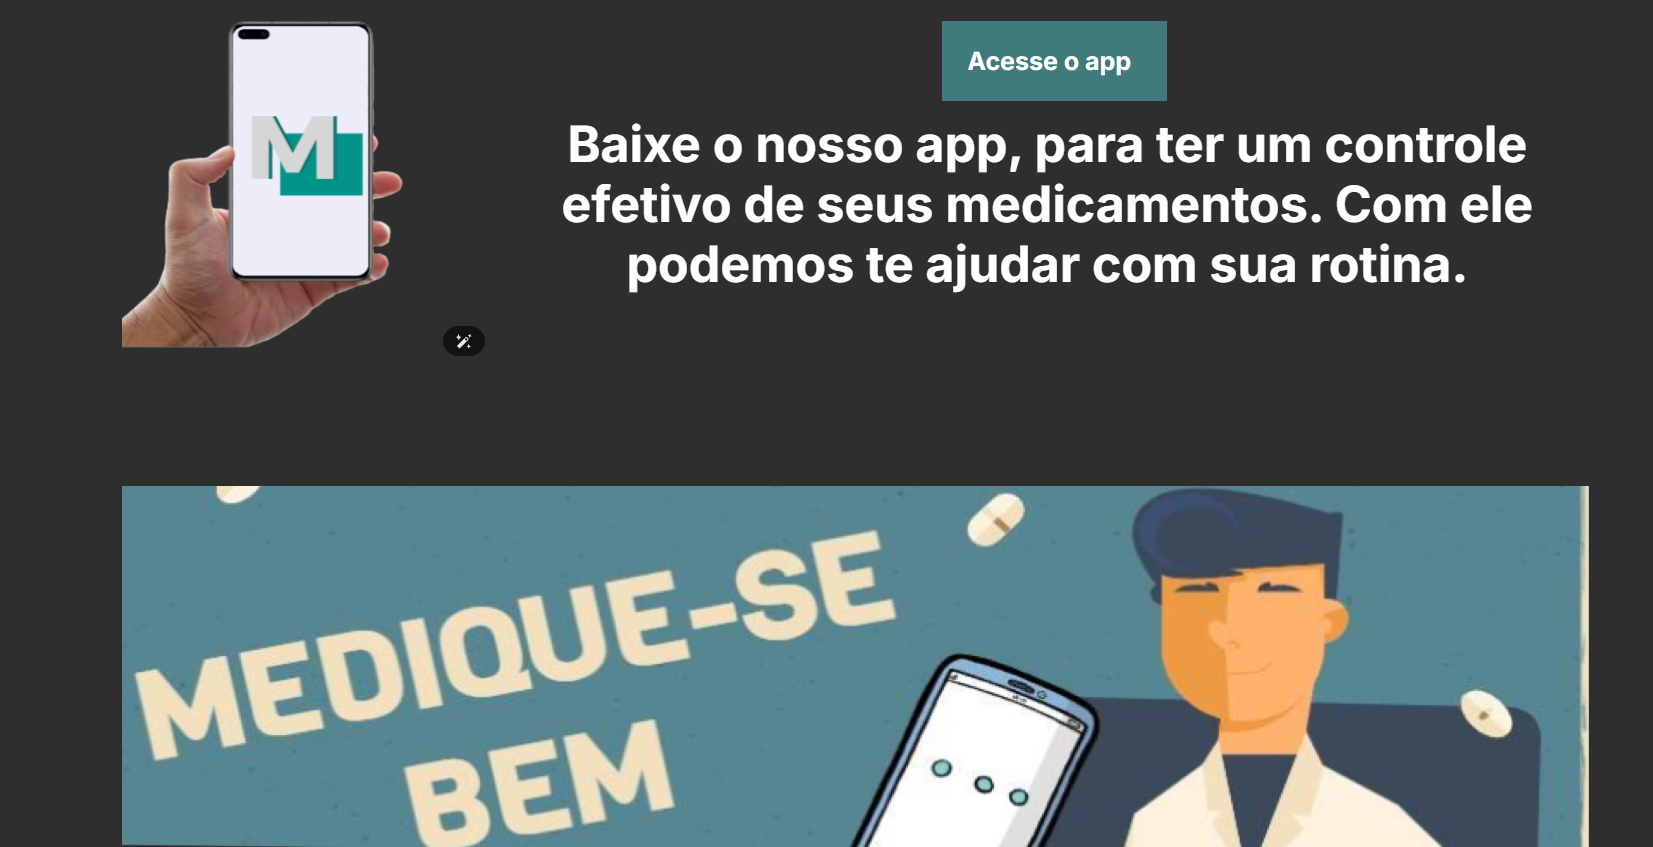 M
Acesse o app
Baixe o nosso app, para ter um controle
efetivo de seus medicamentos. Com ele
podemos te ajudar com sua rotina.
MEDIQUE-SE
BEM